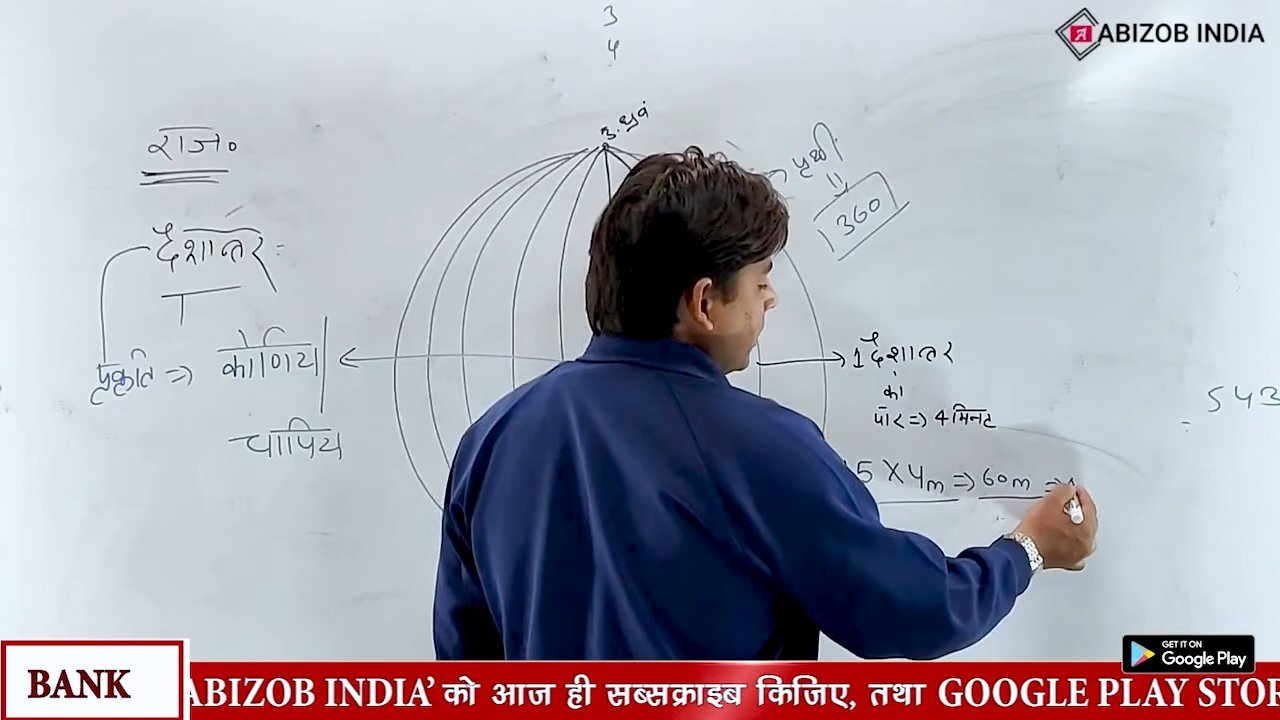 3
4
ABIZOB INDIA
उ. ध्रुवं
राज०
पृथ्वी
360
देशान्तर
1 देशान्तर
का
पॉर => 4 मिनट
प्रकृति => कोणीय
चापिय
543
5 X 4m => 60m =>
GET IT ON
Google Play
BANK
ABIZOB INDIA’ को आज ही सब्सक्राइब किजिए, तथा GOOGLE PLAY STOR